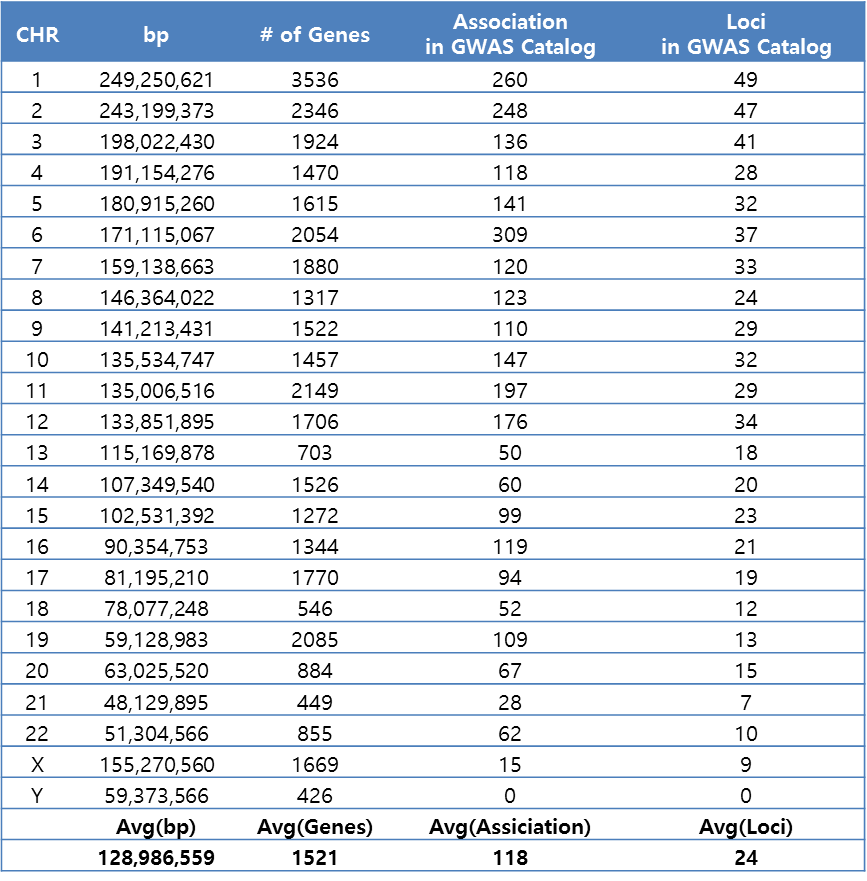 CHR bp # of Genes Association in GWAS Catalog Loci in GWAS Catalog
1 249,250,621 3536 260 49
2 243,199,373 2346 248 47
3 198,022,430 1924 136 41
4 191,154,276 1470 118 28
5 180,915,260 1615 141 32
6 171,115,067 2054 309 37
7 159,138,663 1880 120 33
8 146,364,022 1317 123 24
9 141,213,431 1522 110 29
10 135,534,747 1457 147 32
11 135,006,516 2149 197 29
12 133,851,895 1706 176 34
13 115,169,878 703 50 18
14 107,349,540 1526 60 20
15 102,531,392 1272 99 23
16 90,354,753 1344 119 21
17 81,195,210 1770 94 19
18 78,077,248 546 52 12
19 59,128,983 2085 109 13
20 63,025,520 884 67 15
21 48,129,895 449 28 7
22 51,304,566 855 62 10
X 155,270,560 1669 15 9
Y 59,373,566 426 0 0
Avg(bp) Avg(Genes) Avg(Assiciation) Avg(Loci)
128,986,559 1521 118 24